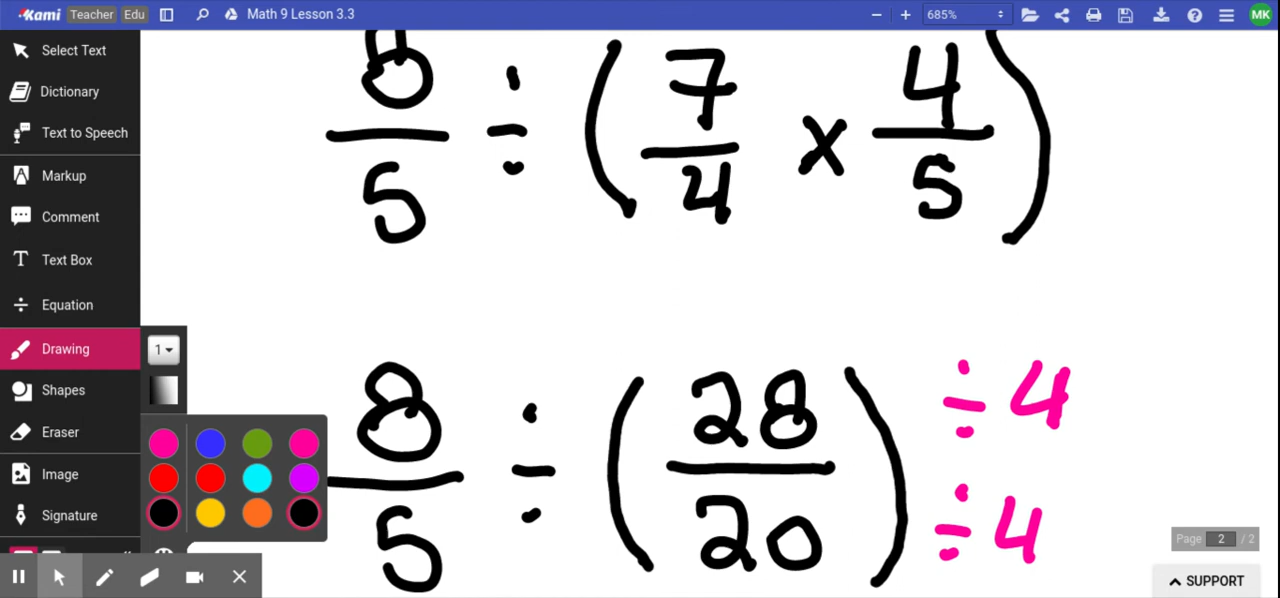 Kami Teacher Edu Math 9 Lesson 3.3 − + 685% MK
Select Text
Dictionary
Text to Speech
Markup
Comment
Text Box
Equation
Drawing
Shapes
Eraser
Image
Signature
1
8/5 ÷ (7/4 × 4/5)
8/5 ÷ (28/20) ÷4 ÷4
Page 2 / 2
SUPPORT